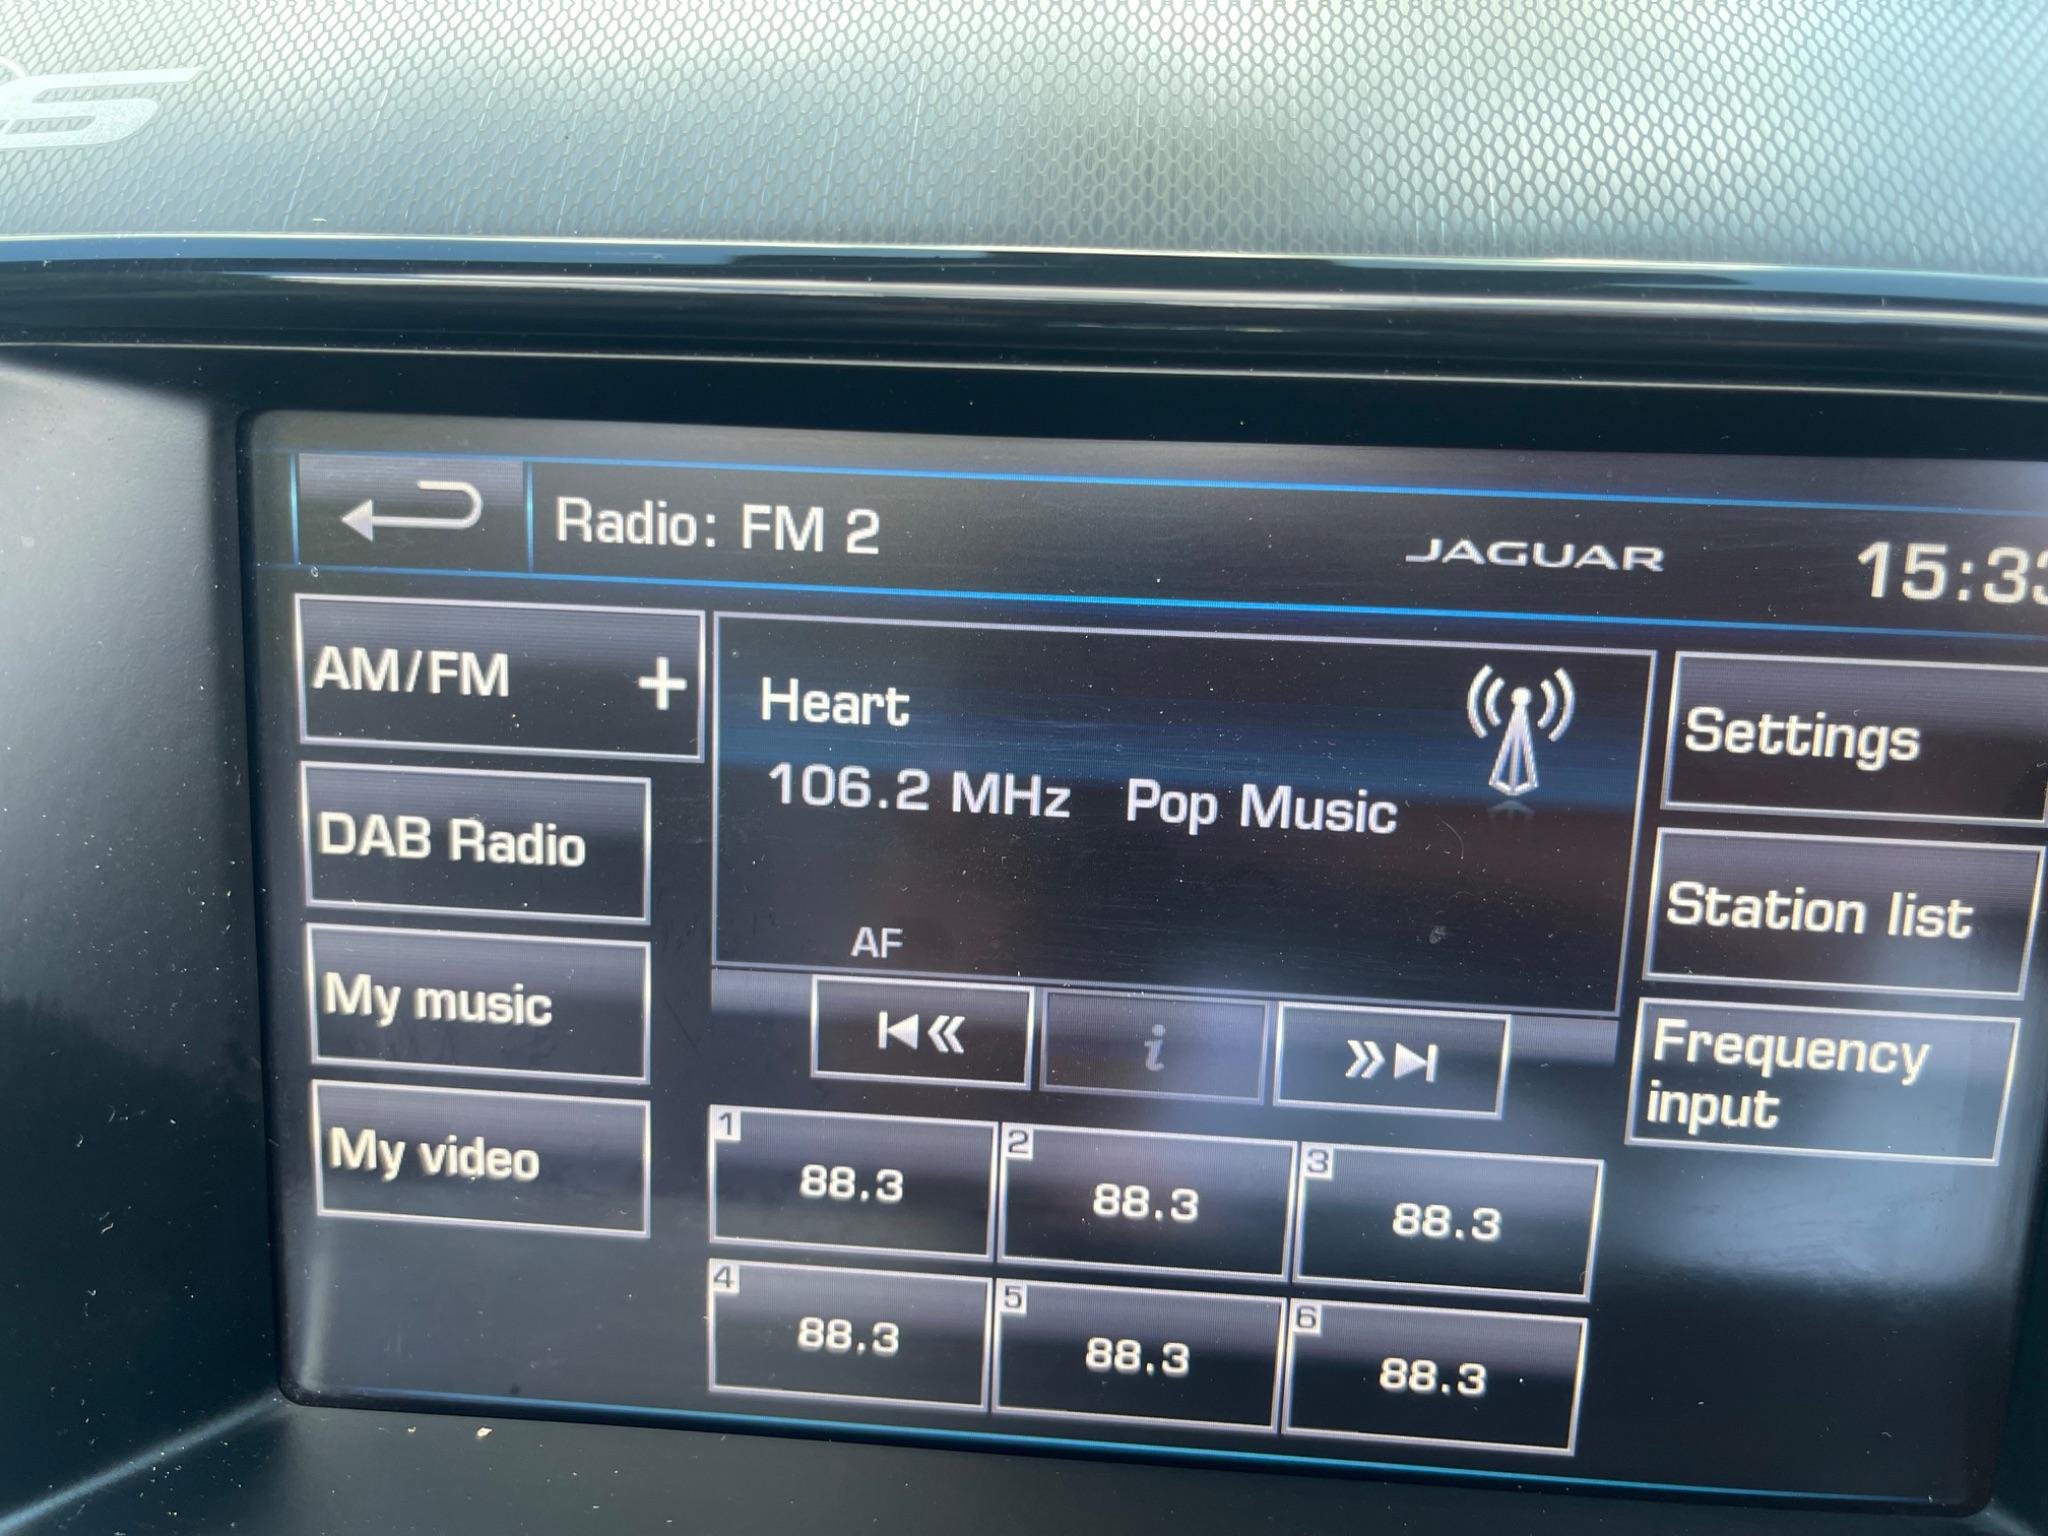 Radio: FM 2
JAGUAR
AM/FM +
Heart
106.2 MHz Pop Music
AF
Settings
DAB Radio
Station list
My music
i
Frequency
input
My video
1 88.3
2 88.3
3 88.3
4 88.3
5 88.3
6 88.3